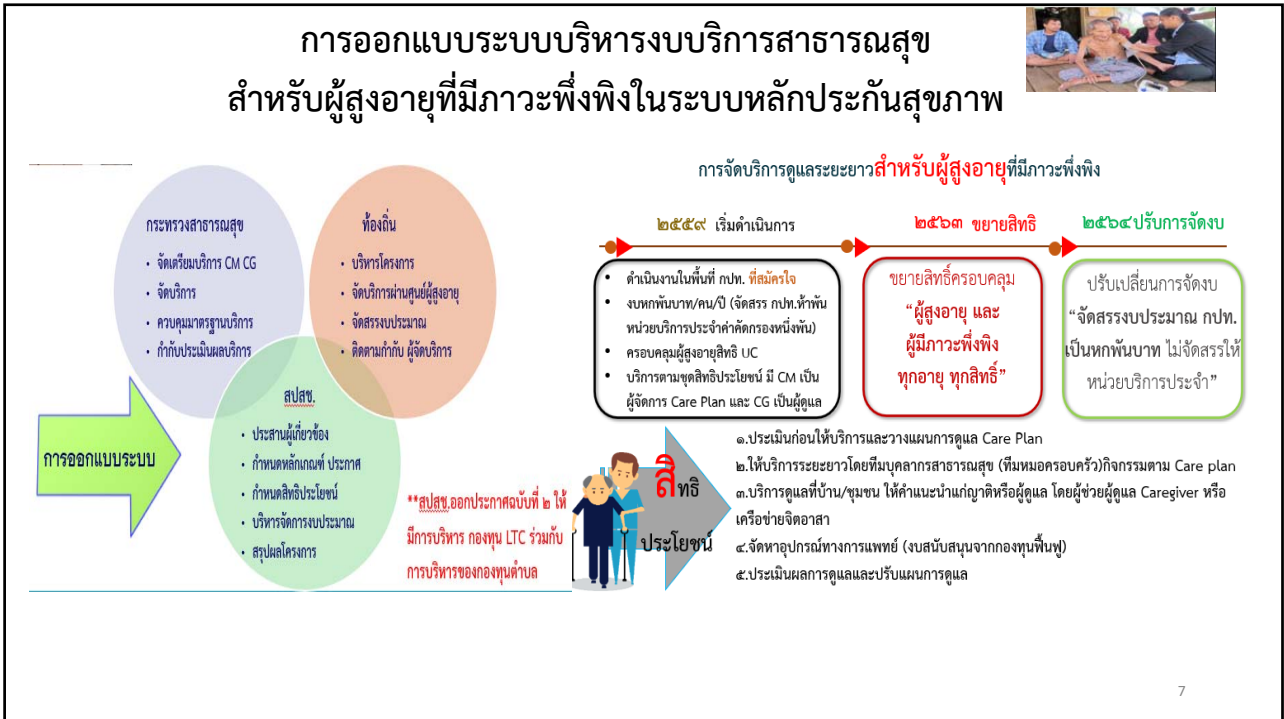 การออกแบบระบบบริหารงบบริการสาธารณสุข
สำหรับผู้สูงอายุที่มีภาวะพึ่งพิงในระบบหลักประกันสุขภาพ
การออกแบบระบบ
กระทรวงสาธารณสุข
• จัดเตรียมบริการ CM CG
• จัดบริการ
• ควบคุมมาตรฐานบริการ
• กำกับประเมินผลบริการ
ท้องถิ่น
• บริหารโครงการ
• จัดบริการผ่านศูนย์ผู้สูงอายุ
• จัดสรรงบประมาณ
• ติดตามกำกับ ผู้จัดบริการ
สปสช.
• ประสานผู้เกี่ยวข้อง
• กำหนดหลักเกณฑ์ ประกาศ
• กำหนดสิทธิประโยชน์
• บริหารจัดการงบประมาณ
• สรุปผลโครงการ
**สปสช.ออกประกาศฉบับที่ ๒ ให้
มีการบริหาร กองทุน LTC ร่วมกับ
การบริหารของกองทุนตำบล
การจัดบริการดูแลระยะยาวสำหรับผู้สูงอายุที่มีภาวะพึ่งพิง
๒๕๕๙ เริ่มดำเนินการ
• ดำเนินงานในพื้นที่ กปท. ที่สมัครใจ
• งบหกพันบาท/คน/ปี (จัดสรร กปท.ห้าพัน
หน่วยบริการประจำค่าคัดกรองหนึ่งพัน)
• ครอบคลุมผู้สูงอายุสิทธิ UC
• บริการตามชุดสิทธิประโยชน์ มี CM เป็น
ผู้จัดการ Care Plan และ CG เป็นผู้ดูแล
๒๕๖๓ ขยายสิทธิ
ขยายสิทธิ์ครอบคลุม
“ผู้สูงอายุ และ
ผู้มีภาวะพึ่งพิง
ทุกอายุ ทุกสิทธิ์”
๒๕๖๔ปรับการจัดงบ
ปรับเปลี่ยนการจัดงบ
“จัดสรรงบประมาณ กปท.
เป็นหกพันบาท ไม่จัดสรรให้
หน่วยบริการประจำ”
สิทธิ
ประโยชน์
๑.ประเมินก่อนให้บริการและวางแผนการดูแล Care Plan
๒.ให้บริการระยะยาวโดยทีมบุคลากรสาธารณสุข (ทีมหมอครอบครัว)กิจกรรมตาม Care plan
๓.บริการดูแลที่บ้าน/ชุมชน ให้คำแนะนำแก่ญาติหรือผู้ดูแล โดยผู้ช่วยผู้ดูแล Caregiver หรือ
เครือข่ายจิตอาสา
๔.จัดหาอุปกรณ์ทางการแพทย์ (งบสนับสนุนจากกองทุนฟื้นฟู)
๕.ประเมินผลการดูแลและปรับแผนการดูแล
7